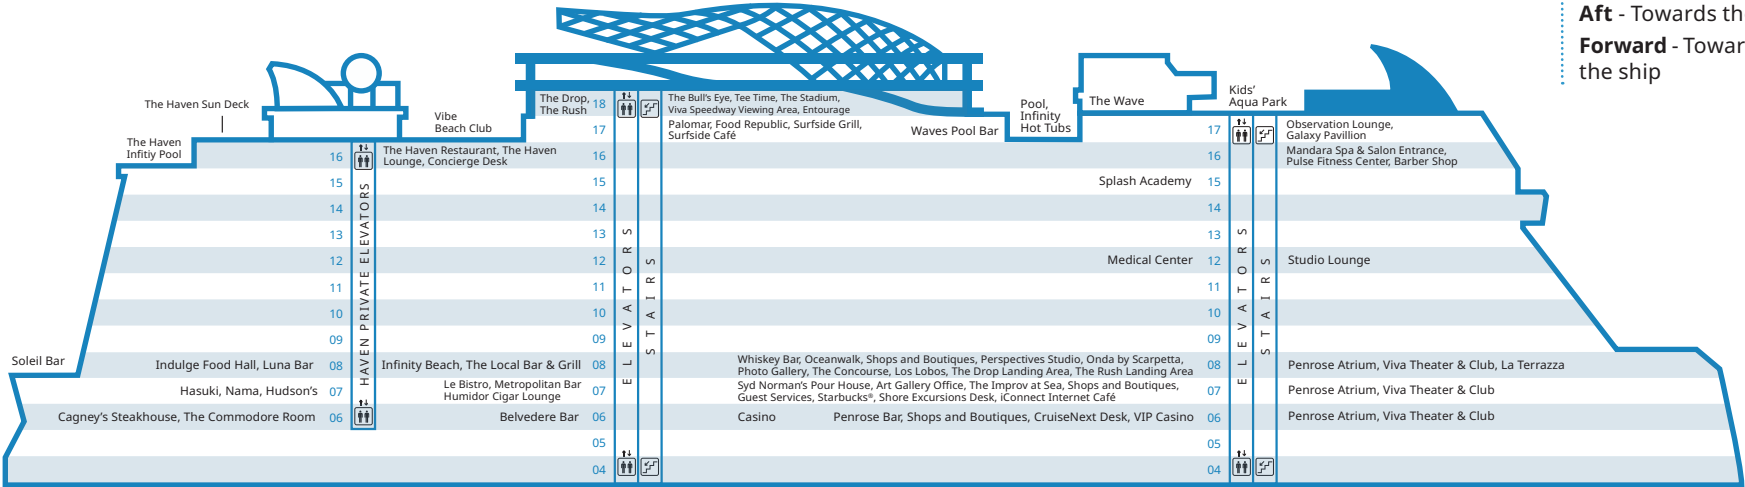 Aft - Towards th
Forward - Towar
the ship
The Haven Sun Deck
The Haven
Infitiy Pool
Vibe
Beach Club
The Drop,
The Rush
18
The Bull's Eye, Tee Time, The Stadium,
Viva Speedway Viewing Area, Entourage
17
Palomar, Food Republic, Surfside Grill,
Surfside Café
Waves Pool Bar
Pool,
Infinity
Hot Tubs
The Wave
Kids'
Aqua Park
17
Observation Lounge,
Galaxy Pavillion
16
The Haven Restaurant, The Haven
Lounge, Concierge Desk
16
16
Mandara Spa & Salon Entrance,
Pulse Fitness Center, Barber Shop
15
15
Splash Academy
15
14
14
14
13
13
13
12
12
Medical Center
12
Studio Lounge
11
11
11
10
10
10
09
09
09
HAVEN PRIVATE ELEVATORS
ELEVATORS
STAIRS
ELEVATORS
STAIRS
Soleil Bar
Indulge Food Hall, Luna Bar
08
Infinity Beach, The Local Bar & Grill
08
Whiskey Bar, Oceanwalk, Shops and Boutiques, Perspectives Studio, Onda by Scarpetta,
Photo Gallery, The Concourse, Los Lobos, The Drop Landing Area, The Rush Landing Area
08
Penrose Atrium, Viva Theater & Club, La Terrazza
Hasuki, Nama, Hudson's
07
Le Bistro, Metropolitan Bar
Humidor Cigar Lounge
07
Syd Norman's Pour House, Art Gallery Office, The Improv at Sea, Shops and Boutiques,
Guest Services, Starbucks®, Shore Excursions Desk, iConnect Internet Café
07
Penrose Atrium, Viva Theater & Club
Cagney's Steakhouse, The Commodore Room
06
Belvedere Bar
06
Casino
Penrose Bar, Shops and Boutiques, CruiseNext Desk, VIP Casino
06
Penrose Atrium, Viva Theater & Club
05
05
04
04